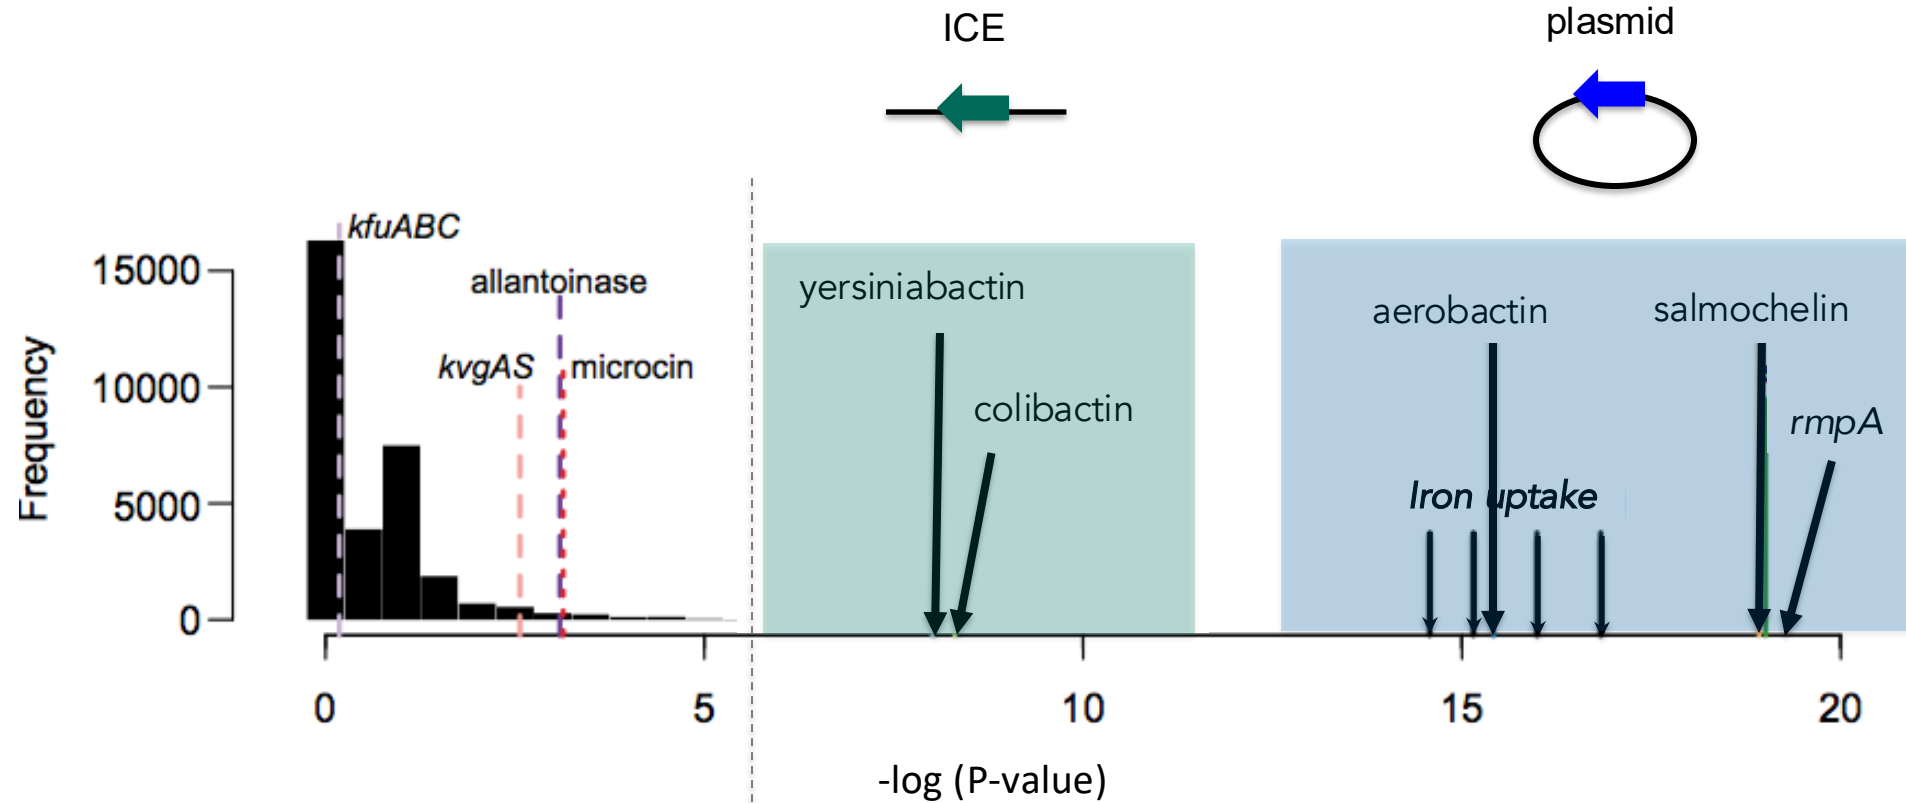 ICE
plasmid
kfuABC
allantoinase
kvgAS
microcin
yersiniabactin
colibactin
aerobactin
salmochelin
rmpA
Iron uptake
Frequency
15000
10000
5000
0
0
5
10
15
20
-log (P-value)